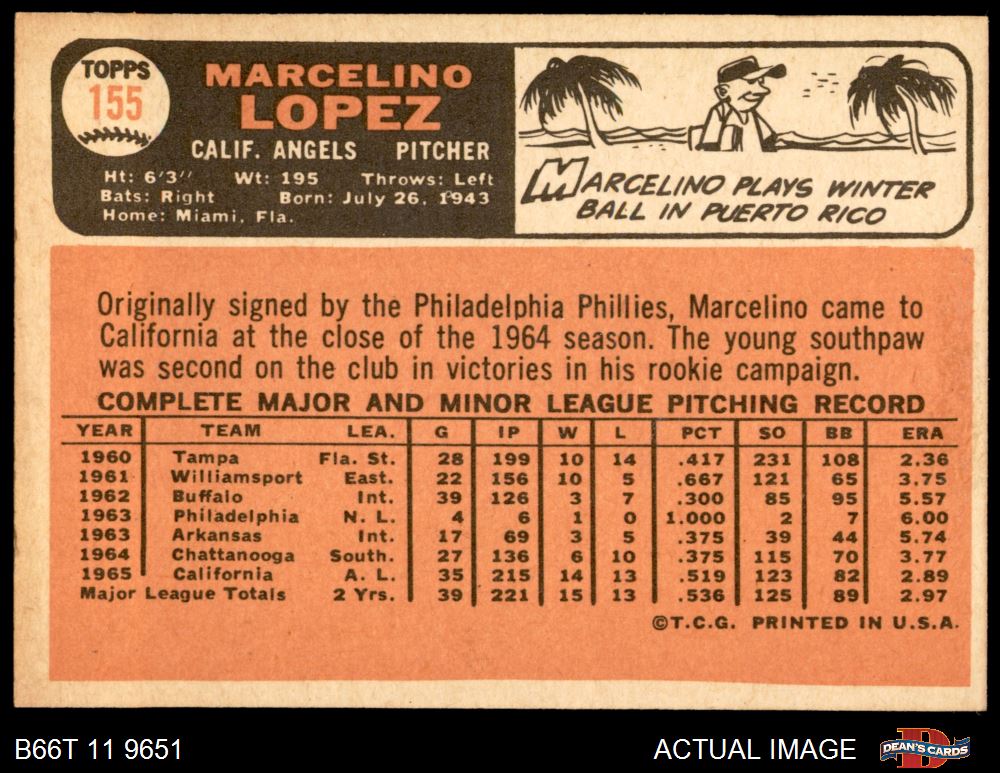 TOPPS
155
MARCELINO
LOPEZ
CALIF. ANGELS PITCHER
Ht: 6'3" Wt: 195 Throws: Left
Bats: Right Born: July 26, 1943
Home: Miami, Fla.
MARCELINO PLAYS WINTER
BALL IN PUERTO RICO
Originally signed by the Philadelphia Phillies, Marcelino came to
California at the close of the 1964 season. The young southpaw
was second on the club in victories in his rookie campaign.
COMPLETE MAJOR AND MINOR LEAGUE PITCHING RECORD
YEAR TEAM LEA. G IP W L PCT SO BB ERA
1960 Tampa Fla. St. 28 199 10 14 .417 231 108 2.36
1961 Williamsport East. 22 156 10 5 .667 121 65 3.75
1962 Buffalo Int. 39 126 3 7 .300 85 95 5.57
1963 Philadelphia N. L. 4 6 1 0 1.000 2 7 6.00
1963 Arkansas Int. 17 69 3 5 .375 39 44 5.74
1964 Chattanooga South. 27 136 6 10 .375 115 70 3.77
1965 California A. L. 35 215 14 13 .519 123 82 2.89
Major League Totals 2 Yrs. 39 221 15 13 .536 125 89 2.97
©T.C.G. PRINTED IN U.S.A.
B66T 11 9651
ACTUAL IMAGE
DEAN'S CARDS